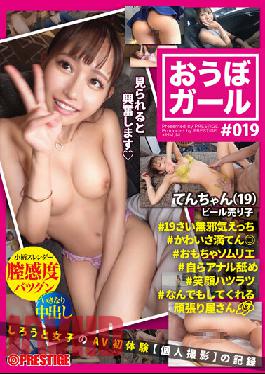 おうぼガール
Presented by PRESTIGE
Produced by PRESTIGE
#019
見られると
興奮します♡
てんちゃん(19)
ビール売り子
#19さい無邪気えっち
#かわいさ満てん
#おもちゃソムリエ
#自らアナル舐め
#笑顔ハツラツ
#なんでもしてくれる
頑張り屋さん
小柄スレンダー
膣感度
バツグン
いきなり
中出し
しろうと女子のAV初体験【個人撮影】の記録
PRESTIGE